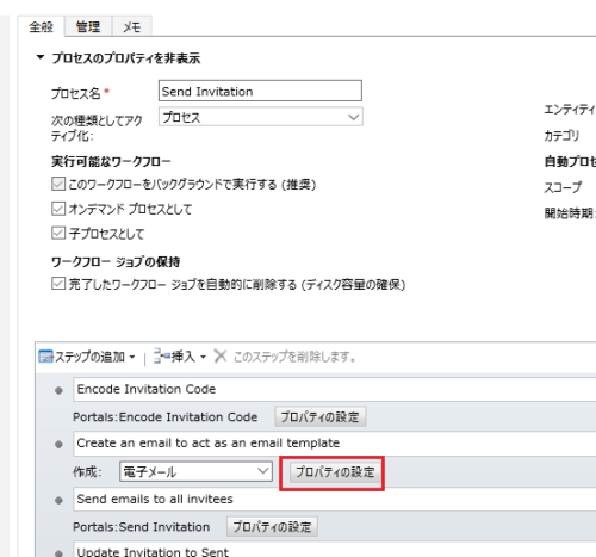 全般 管理 メモ
プロセスのプロパティを非表示
プロセス名 * Send Invitation
エンティティ
次の種類としてアクティブ化: プロセス
カテゴリ
実行可能なワークフロー
自動プロセ
このワークフローをバックグラウンドで実行する (推奨)
スコープ
オンデマンド プロセスとして
開始時期:
子プロセスとして
ワークフロー ジョブの保持
完了したワークフロー ジョブを自動的に削除する (ディスク容量の確保)
ステップの追加 挿入 このステップを削除します。
Encode Invitation Code
Portals:Encode Invitation Code プロパティの設定
Create an email to act as an email template
作成: 電子メール プロパティの設定
Send emails to all invitees
Portals:Send Invitation プロパティの設定
Update Invitation to Sent